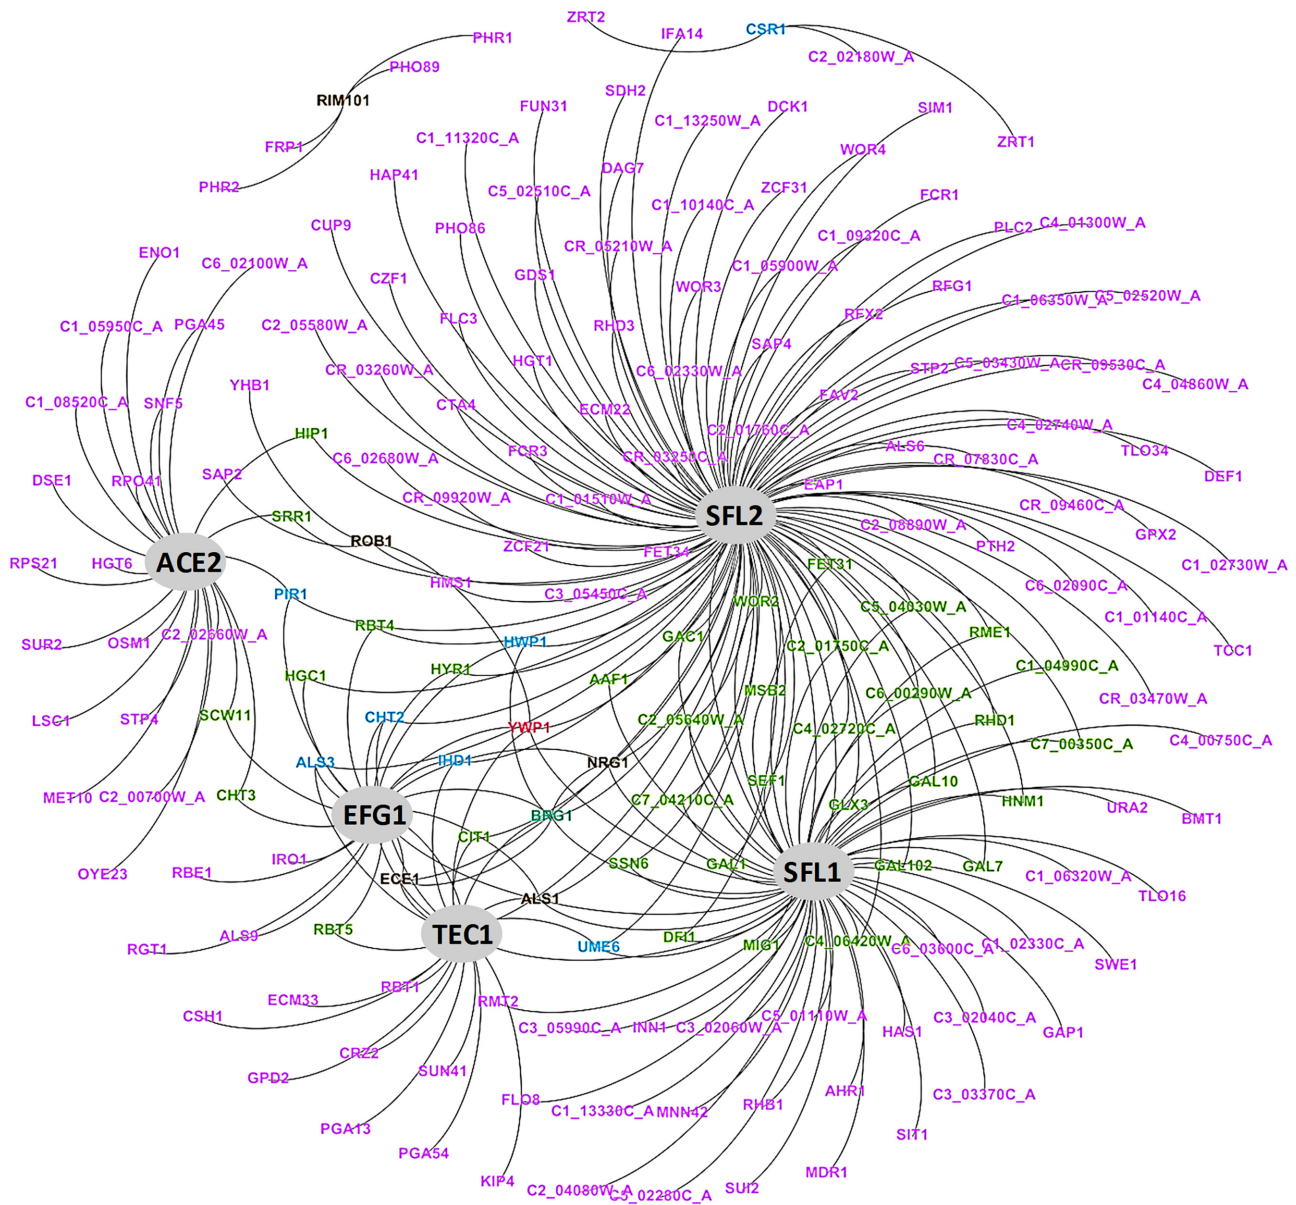 ZRT2
CSR1
IFA14
PHR1
C2_02180W_A
PHO89
RIM101
SDH2
FUN31
DCK1
SIM1
C1_13250W_A
C1_11320C_A
ZRT1
FRP1
WOR4
DAG7
HAP41
PHR2
C5_02510C_A
ZCF31
FCR1
C1_10140C_A
CUP9
PHO86
PLC2
C4_01300W_A
C1_09320C_A
CR_05210W_A
ENO1
C6_02100W_A
C1_05900W_A
CZF1
GDS1
WOR3
RFG1
C1_06350W_A
C5_02520W_A
RFX2
C1_05950C_A
PGA45
C2_05580W_A
FLC3
RHD3
SAP4
HGT1
C5_03430W_A
CR_09530C_A
STP2
CR_03260W_A
C6_02330W_A
YHB1
C4_04860W_A
FAV2
C1_08520C_A
SNF5
CTA4
ECM22
C4_02740W_A
C2_01760C_A
HIP1
ALS6
FCR3
TLO34
C6_02680W_A
CR_03250C_A
CR_07830C_A
SAP2
DEF1
DSE1
RPO41
EAP1
CR_09920W_A
C1_01510W_A
CR_09460C_A
SRR1
SFL2
C2_08890W_A
GPX2
ROB1
ZCF21
FET34
PTH2
RPS21
HGT6
ACE2
FET31
C1_02730W_A
HMS1
C6_02090C_A
PIR1
C3_05450C_A
WOR2
C5_04030W_A
C1_01140C_A
RBT4
RME1
SUR2
OSM1
C2_02660W_A
HWP1
GAC1
C2_01750C_A
TCC1
HYR1
C1_04990C_A
HGC1
AAF1
MSB2
C6_00290W_A
CR_03470W_A
LSC1
STP4
SCW11
CHT2
YWP1
C2_05640W_A
C4_02720C_A
RHD1
C7_00350C_A
C4_00750C_A
ALS3
IHD1
NRG1
SEF1
GAL10
MET10
C2_00700W_A
CHT3
C7_04210C_A
GLX3
HNM1
URA2
EFG1
BRG1
BMT1
CIT1
IRO1
SSN6
GAL1
SFL1
GAL102
GAL7
OYE23
RBE1
ECE1
C1_06320W_A
ALS1
TLO16
RBT5
ALS9
TEC1
RGT1
UME6
DFI1
MIG1
C4_06420W_A
C6_03600C_A
C1_02330C_A
SWE1
RBT1
ECM33
RMT2
CSH1
C3_05990C_A
INN1
C3_02060W_A
C5_01110W_A
C3_02040C_A
HAS1
GAP1
CRZ2
GPD2
SUN41
AHR1
C3_03370C_A
FLO8
C1_13330C_A
MNN42
RHB1
PGA13
SIT1
PGA54
KIP4
MDR1
C2_04080W_A
C5_02280C_A
SUI2